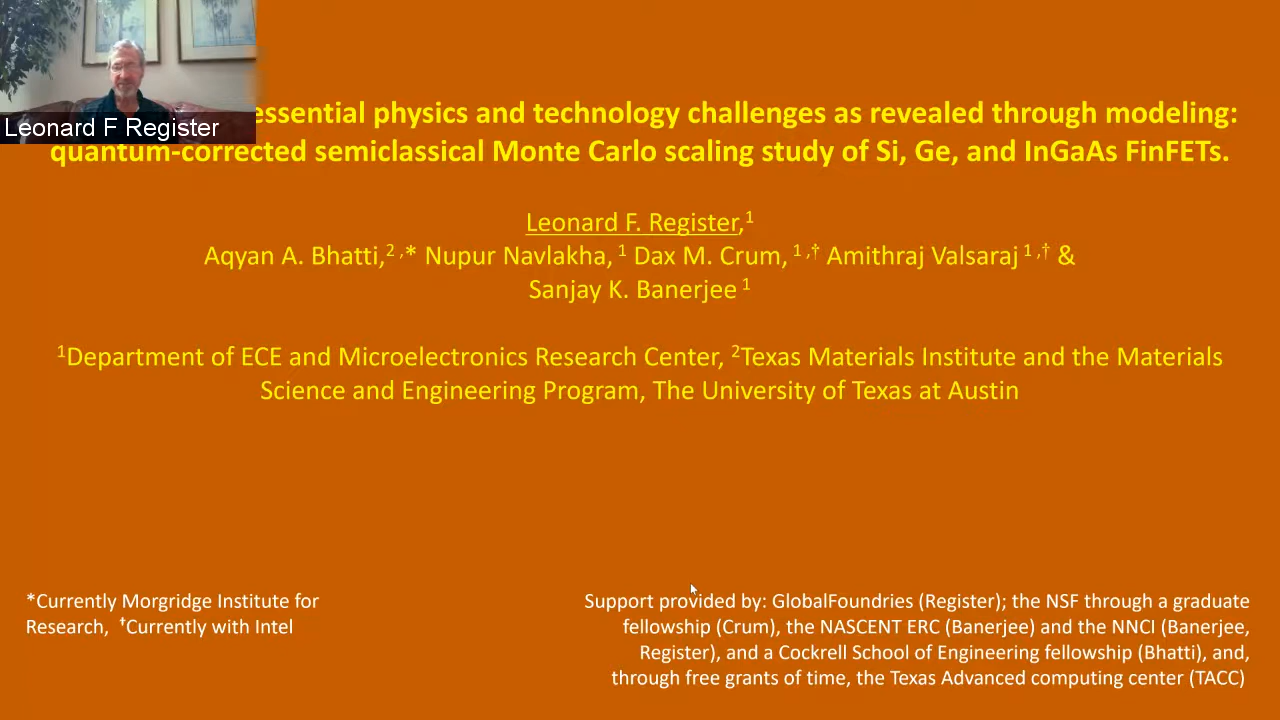 Leonard F Register
essential physics and technology challenges as revealed through modeling:
quantum-corrected semiclassical Monte Carlo scaling study of Si, Ge, and InGaAs FinFETs.
Leonard F. Register,1
Aqyan A. Bhatti,2,* Nupur Navlakha, 1 Dax M. Crum, 1,† Amithraj Valsaraj 1,† &
Sanjay K. Banerjee 1
1Department of ECE and Microelectronics Research Center, 2Texas Materials Institute and the Materials
Science and Engineering Program, The University of Texas at Austin
*Currently Morgridge Institute for
Research, †Currently with Intel
Support provided by: GlobalFoundries (Register); the NSF through a graduate
fellowship (Crum), the NASCENT ERC (Banerjee) and the NNCI (Banerjee,
Register), and a Cockrell School of Engineering fellowship (Bhatti), and,
through free grants of time, the Texas Advanced computing center (TACC)